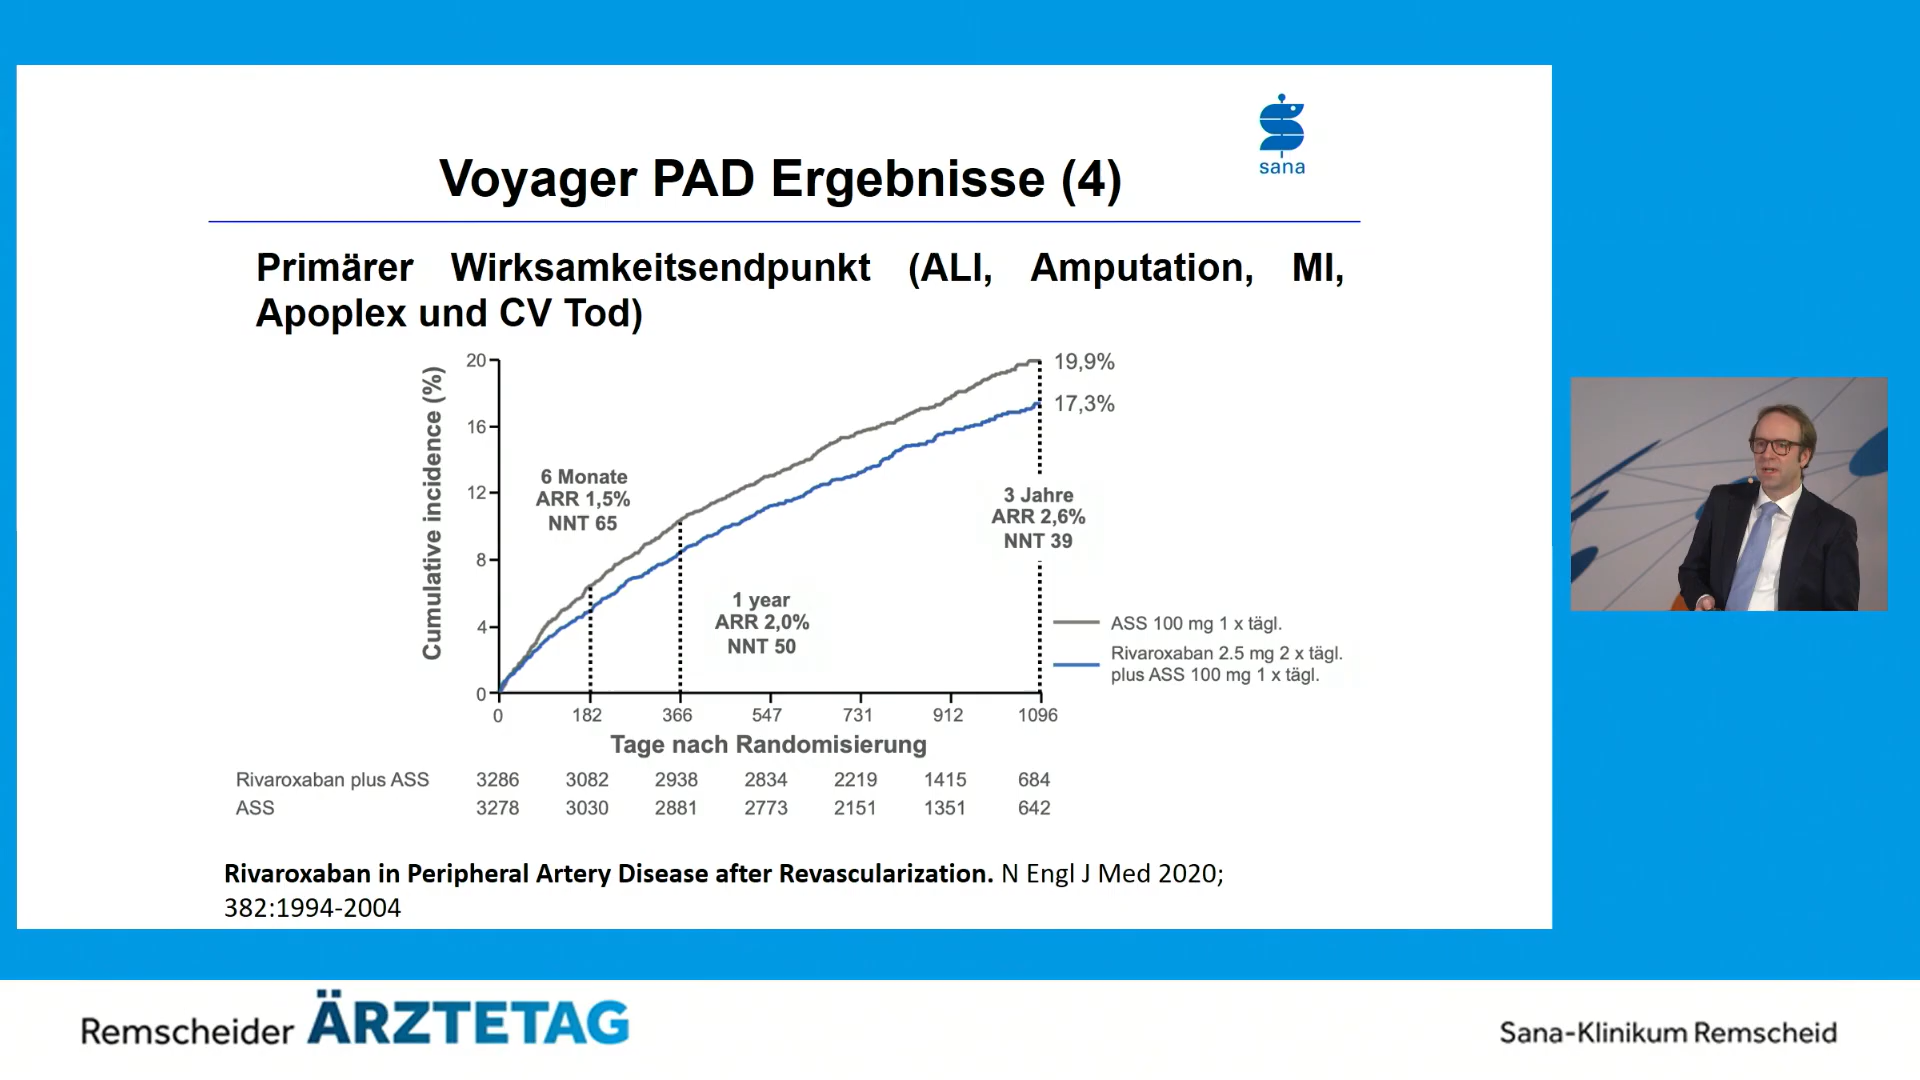 sana
Voyager PAD Ergebnisse (4)
Primärer Wirksamkeitsendpunkt (ALI, Amputation, MI,
Apoplex und CV Tod)
Cumulative incidence (%)
20
16
12
8
4
0
19,9%
17,3%
6 Monate
ARR 1,5%
NNT 65
3 Jahre
ARR 2,6%
NNT 39
1 year
ARR 2,0%
NNT 50
ASS 100 mg 1 x tägl.
Rivaroxaban 2.5 mg 2 x tägl.
plus ASS 100 mg 1 x tägl.
0 182 366 547 731 912 1096
Tage nach Randomisierung
Rivaroxaban plus ASS 3286 3082 2938 2834 2219 1415 684
ASS 3278 3030 2881 2773 2151 1351 642
Rivaroxaban in Peripheral Artery Disease after Revascularization. N Engl J Med 2020;
382:1994-2004
Remscheider ÄRZTETAG
Sana-Klinikum Remscheid